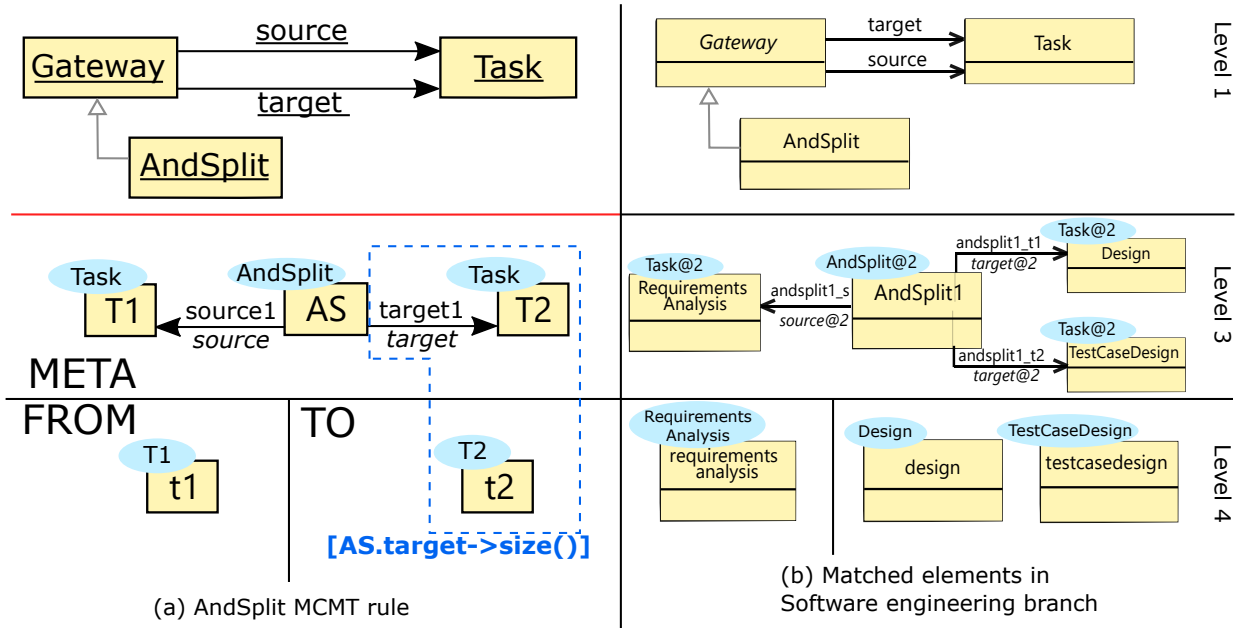 source
Gateway
Task
target
AndSplit
Task
T1
AndSplit
AS
Task
T2
source1
source
target1
target
META
FROM
TO
T1
t1
T2
t2
[AS.target->size()]
(a) AndSplit MCMT rule
Gateway
target
source
Task
AndSplit
Level 1
Task@2
Requirements
Analysis
andsplit1_s
source@2
AndSplit@2
AndSplit1
andsplit1_t1
target@2
Task@2
Design
andsplit1_t2
target@2
Task@2
TestCaseDesign
Level 3
Requirements
Analysis
requirements
analysis
Design
design
TestCaseDesign
testcasedesign
Level 4
(b) Matched elements in
Software engineering branch